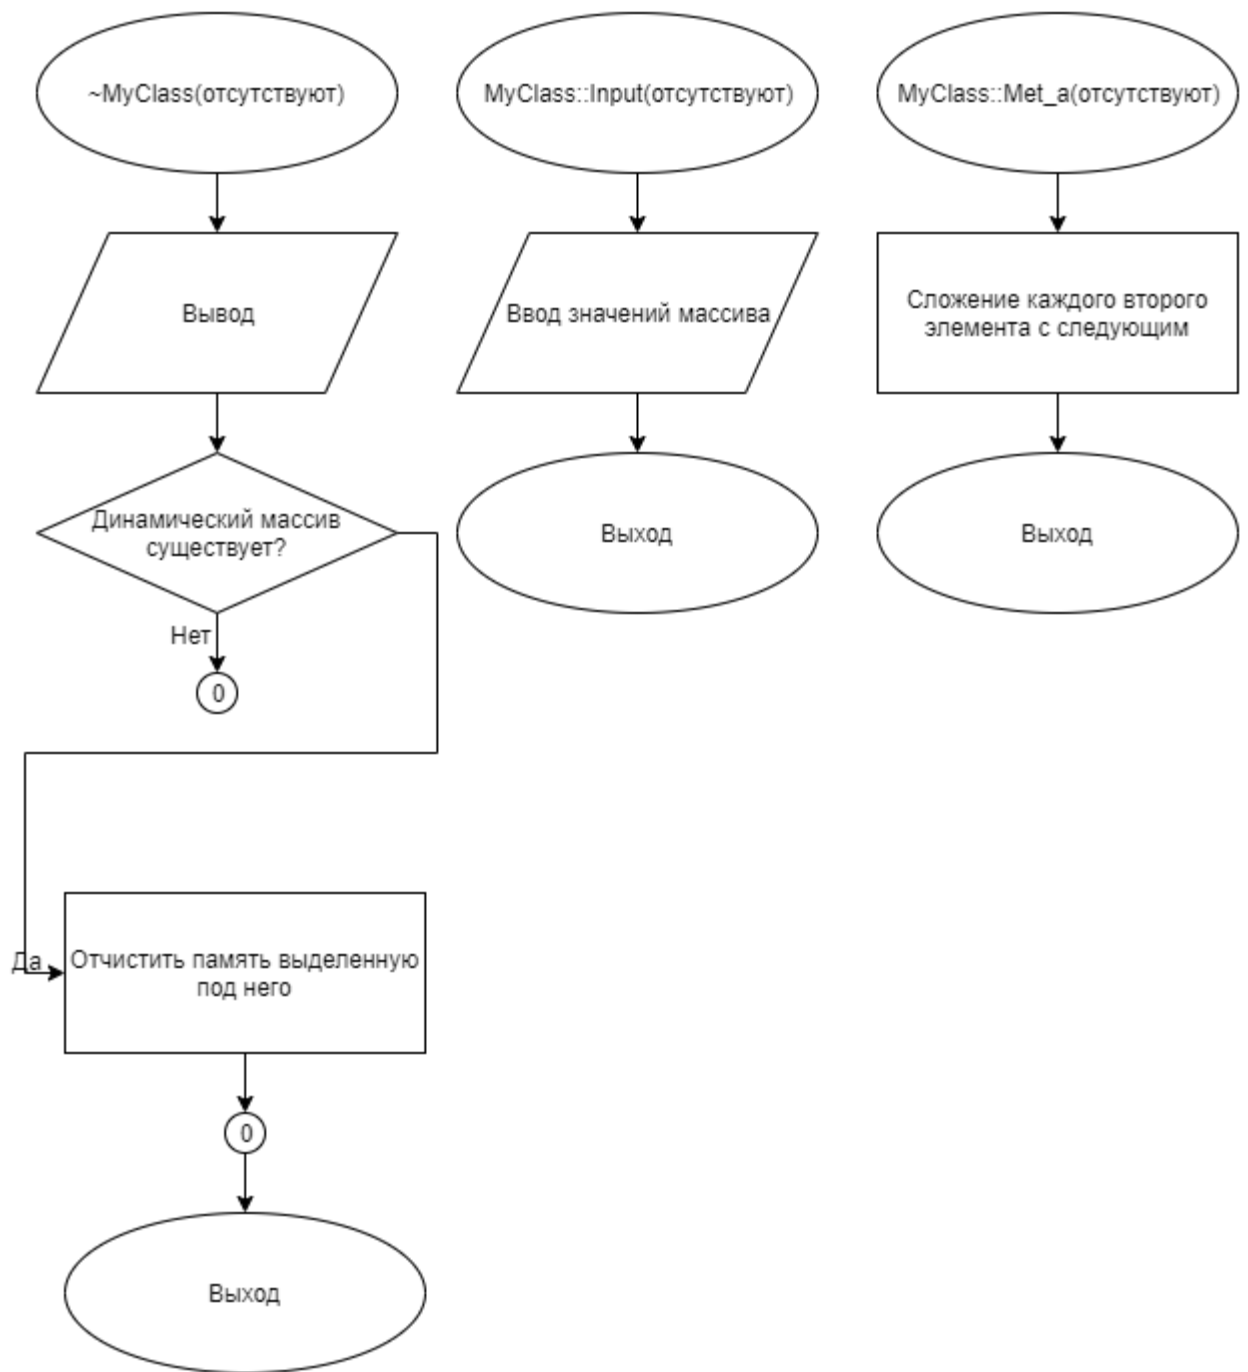 ~MyClass(отсутствуют)
Вывод
Динамический массив
существует?
Нет
0
Да
Отчистить память выделенную
под него
0
Выход
MyClass::Input(отсутствуют)
Ввод значений массива
Выход
MyClass::Met_a(отсутствуют)
Сложение каждого второго
элемента с следующим
Выход